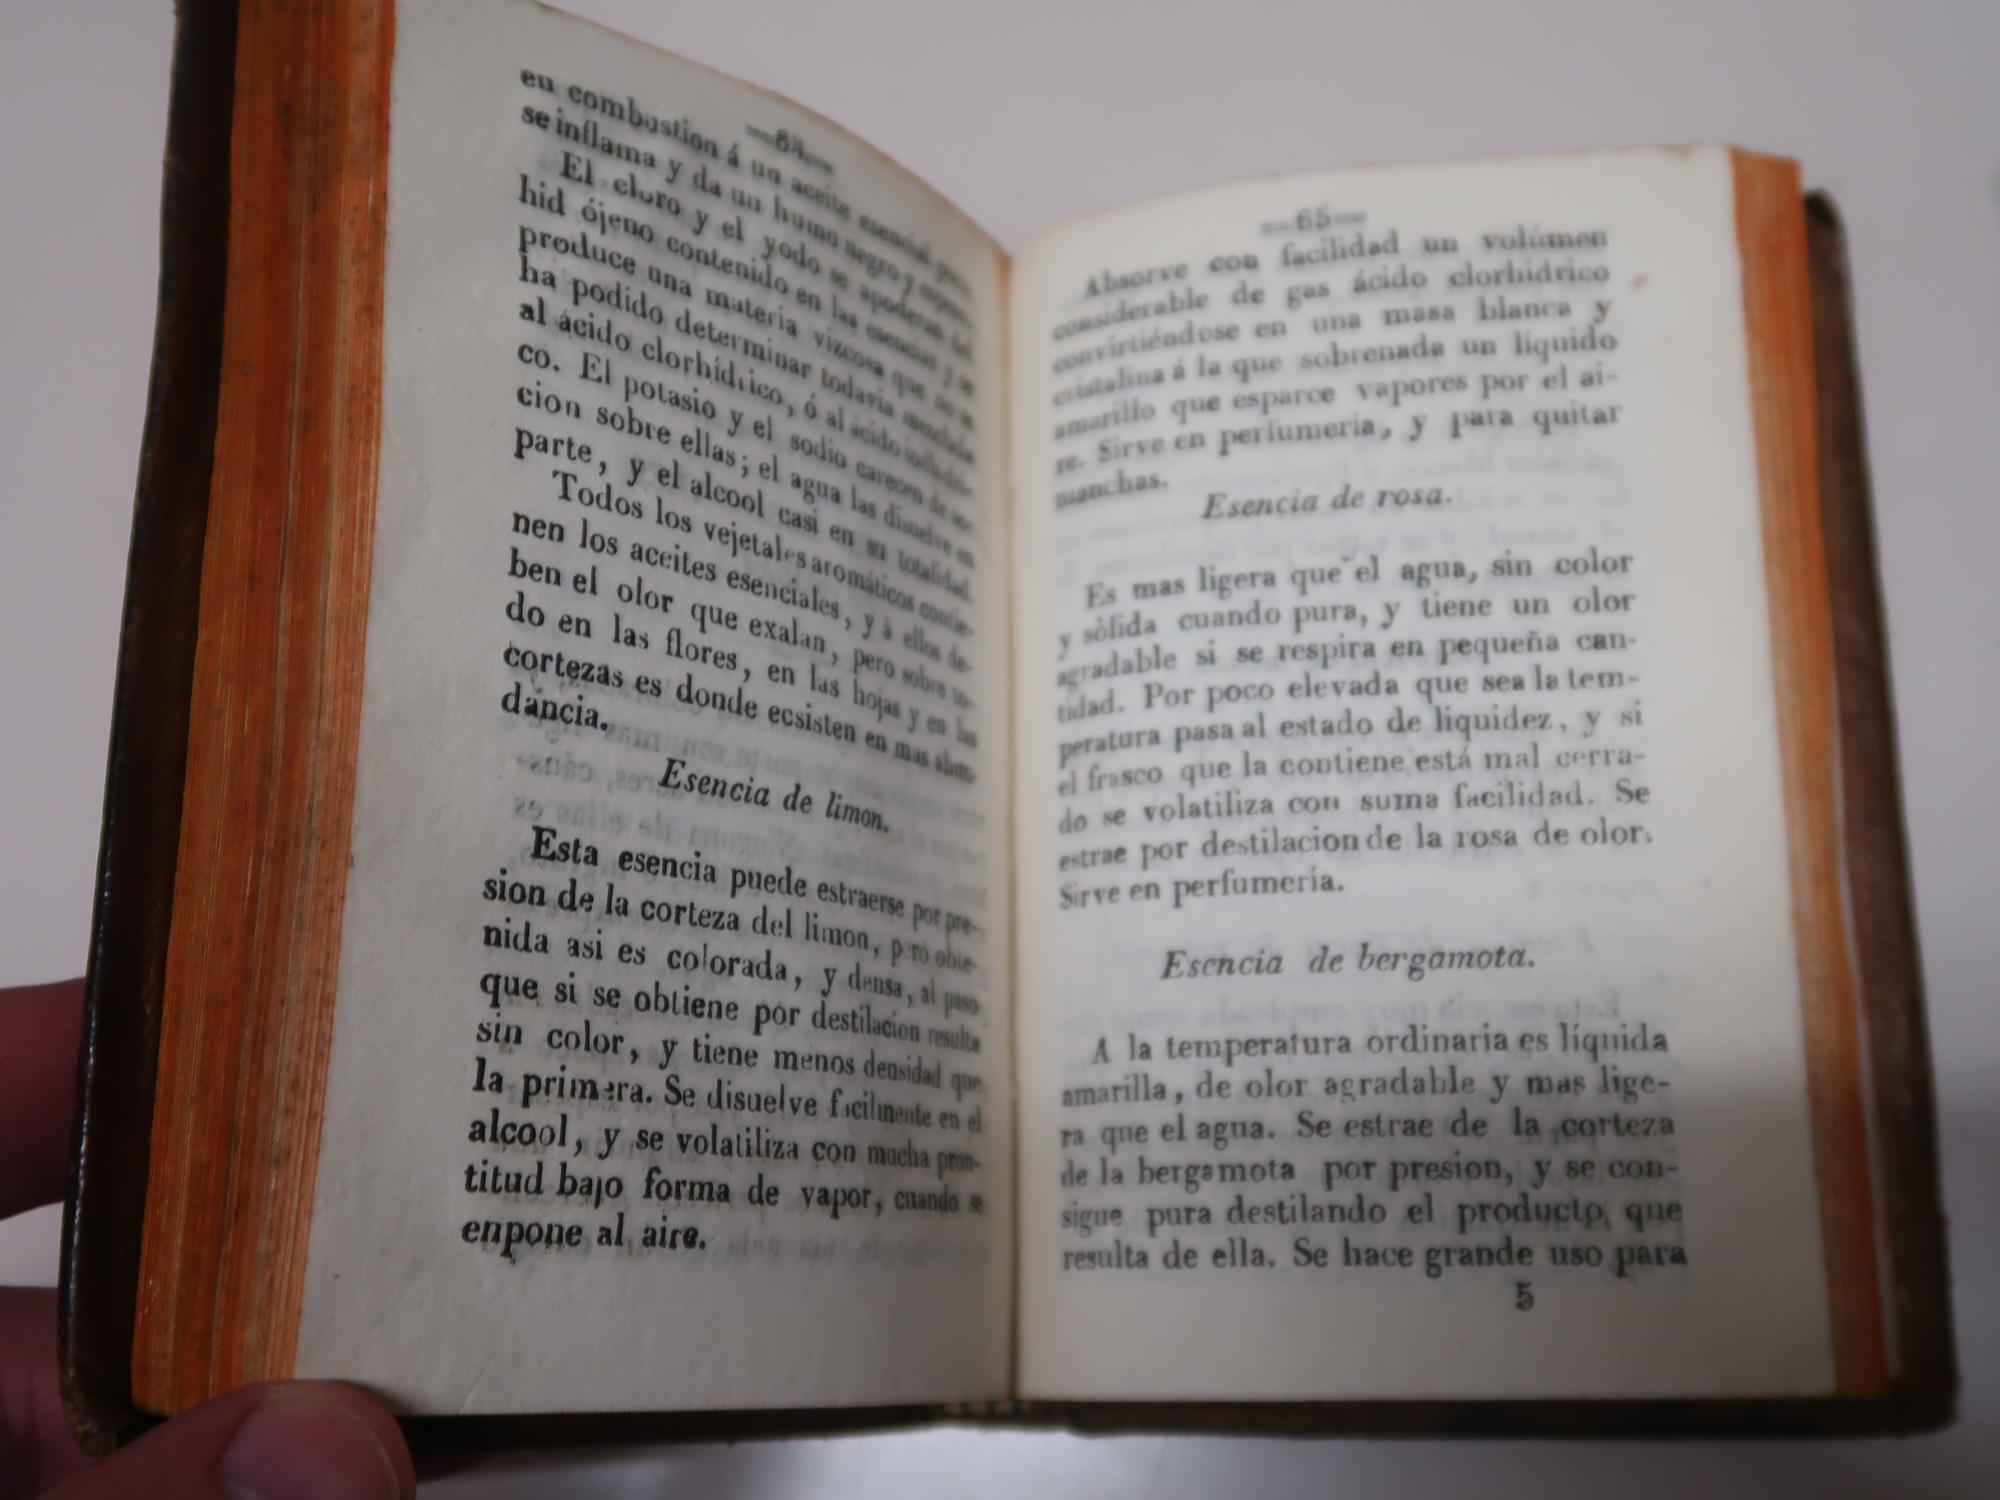 —64—
en combustion á un aceite esencial puro
se inflama y da un humo negro y espeso.
El cloro y el yodo se apoderan del
hid ójeno contenido en las esencias y se
produce una materia vizcosa que no se
ha podido determinar todavia mezclada
al ácido clorhídrico, ó al ácido iodhídri-
co. El potasio y el sodio carecen de ac-
cion sobre ellas; el agua las disuelve en
parte, y el alcool casi en su totalidad.
Todos los vejetales aromáticos contie-
nen los aceites esenciales, y à ellos de-
ben el olor que exalan, pero sobre to-
do en las flores, en las hojas y en las
cortezas es donde ecsisten en mas abun-
dancia.
Esencia de limon.
Esta esencia puede estraerse por pre-
sion de la corteza del limon, pero obte-
nida asi es colorada, y densa, al paso
que si se obtiene por destilacion resulta
sin color, y tiene menos densidad que
la primera. Se disuelve facilmente en el
alcool, y se volatiliza con mucha pron-
titud bajo forma de vapor, cuando se
enpone al aire.
—65—
Absorve con facilidad un volúmen
considerable de gas ácido clorhidrico
convirtiéndose en una masa blanca y
cristalina á la que sobrenada un líquido
amarillo que esparce vapores por el ai-
re. Sirve en perfumería, y para quitar
manchas.
Esencia de rosa.
Es mas ligera que el agua, sin color
y sòlida cuando pura, y tiene un olor
agradable si se respira en pequeña can-
tidad. Por poco elevada que sea la tem-
peratura pasa al estado de liquidez, y si
el frasco que la contiene está mal cerra-
do se volatiliza con suma facilidad. Se
estrae por destilacion de la rosa de olor.
Sirve en perfumería.
Esencia de bergamota.
A la temperatura ordinaria es líquida
amarilla, de olor agradable y mas lige-
ra que el agua. Se estrae de la corteza
de la bergamota por presion, y se con-
sigue pura destilando el producto que
resulta de ella. Se hace grande uso para
5